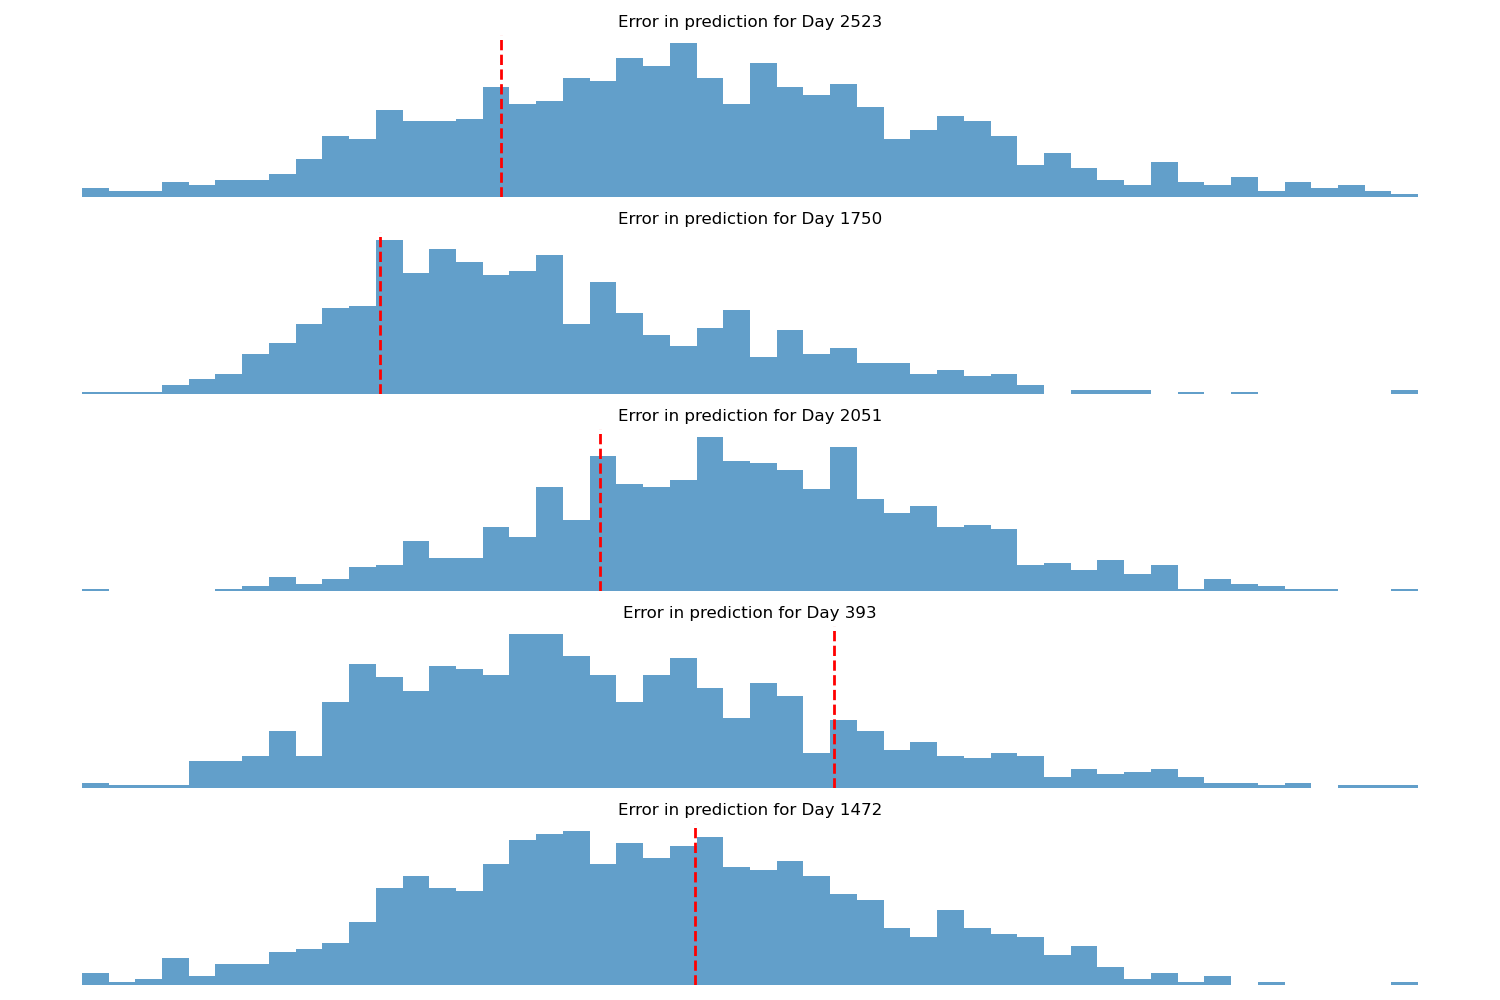 Error in prediction for Day 2523
Error in prediction for Day 1750
Error in prediction for Day 2051
Error in prediction for Day 393
Error in prediction for Day 1472